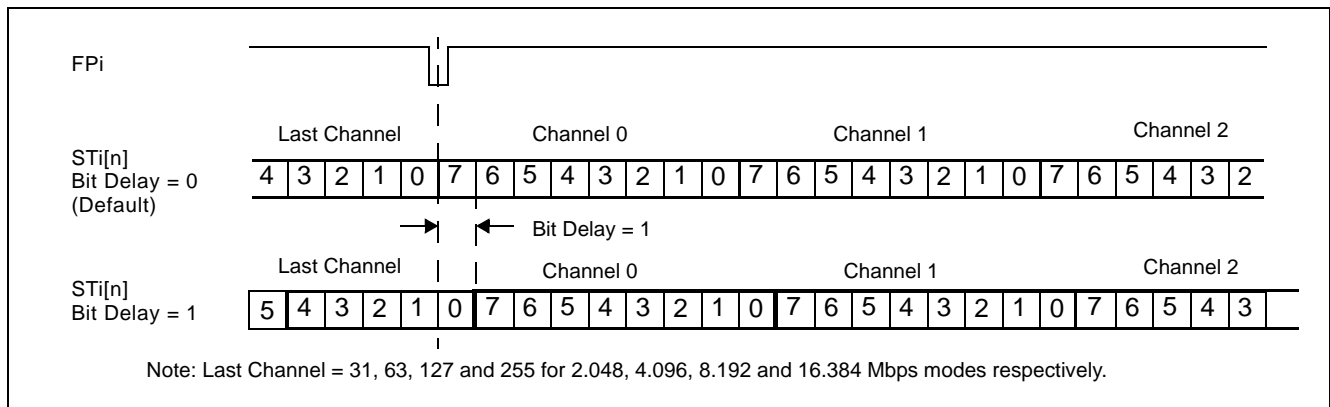 FPi
Last Channel Channel 0 Channel 1 Channel 2
STi[n]
Bit Delay = 0
(Default)
4 3 2 1 0 7 6 5 4 3 2 1 0 7 6 5 4 3 2 1 0 7 6 5 4 3 2
Bit Delay = 1
Last Channel Channel 0 Channel 1 Channel 2
STi[n]
Bit Delay = 1
5 4 3 2 1 0 7 6 5 4 3 2 1 0 7 6 5 4 3 2 1 0 7 6 5 4 3
Note: Last Channel = 31, 63, 127 and 255 for 2.048, 4.096, 8.192 and 16.384 Mbps modes respectively.